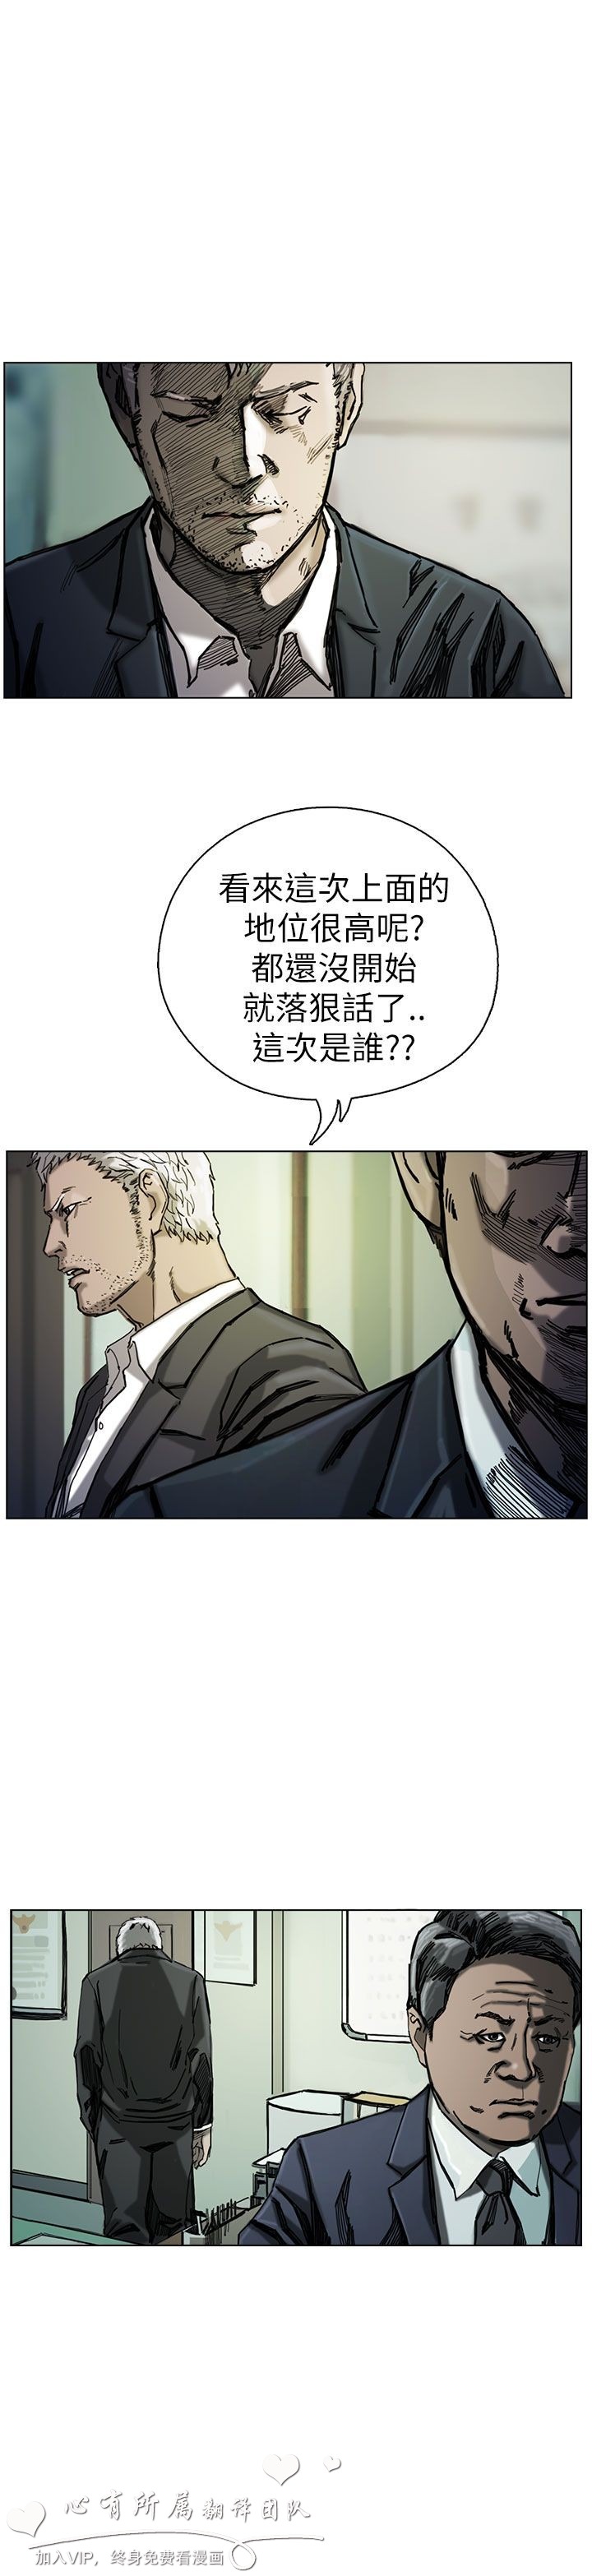 看來這次上面的
地位很高呢?
都還沒開始
就落狠話了..
這次是誰??
心有所属翻译团队
加入VIP，终身免费看漫画